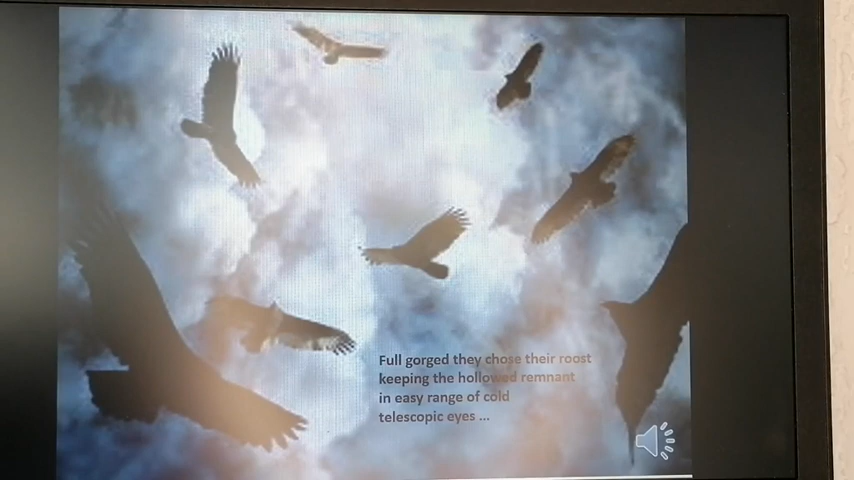 Full gorged they chose their roost
keeping the hollowed remnant
in easy range of cold
telescopic eyes ...